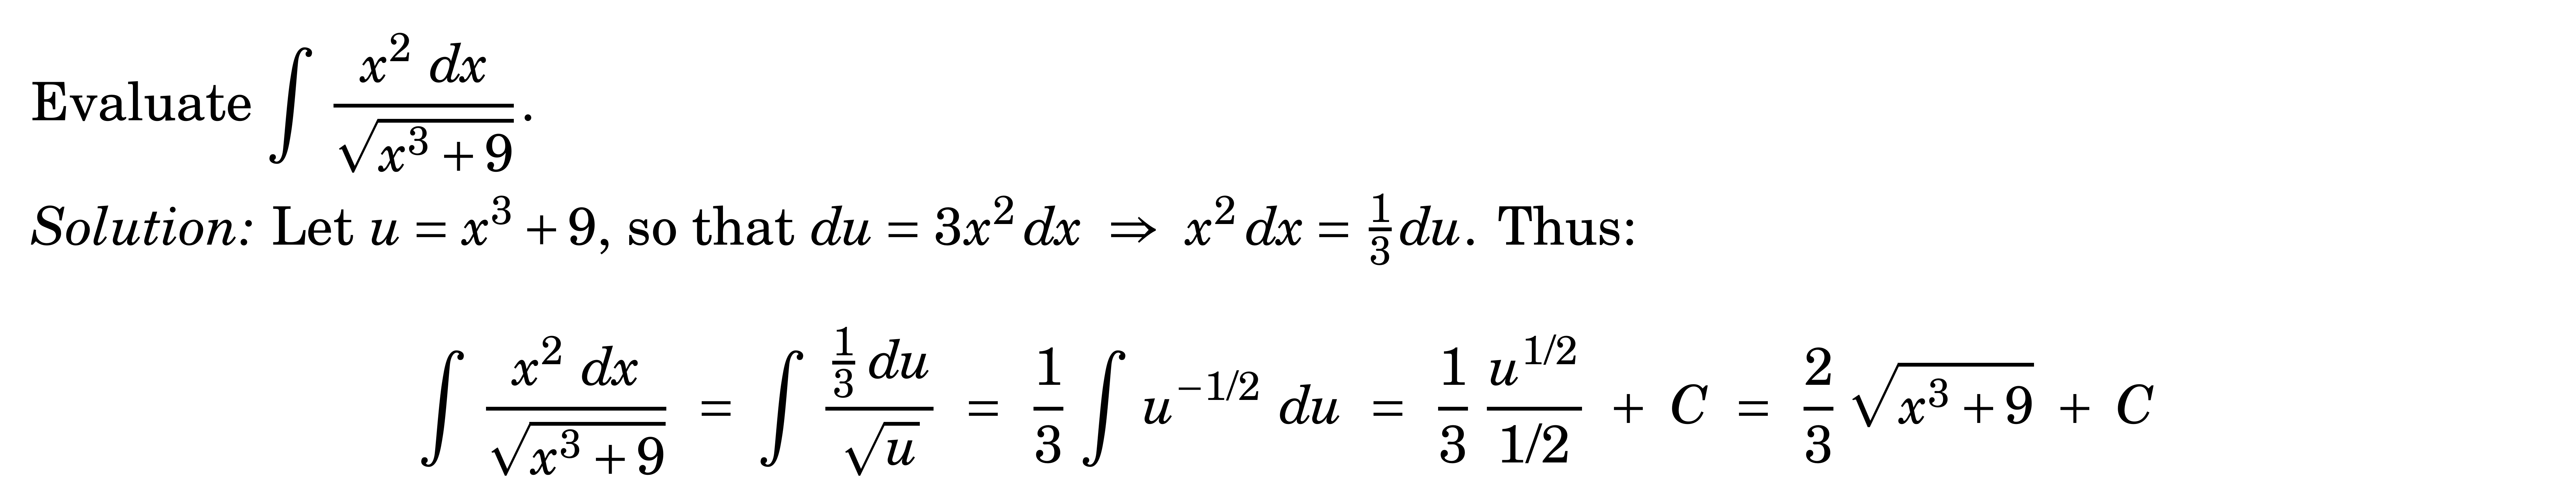 Evaluate $\int \frac{x^2 \, dx}{\sqrt{x^3+9}}$.
Solution: Let $u = x^3 + 9$, so that $du = 3x^2 \, dx \Rightarrow x^2 \, dx = \frac{1}{3} du$. Thus:
$\int \frac{x^2 \, dx}{\sqrt{x^3+9}} = \int \frac{\frac{1}{3} du}{\sqrt{u}} = \frac{1}{3} \int u^{-1/2} \, du = \frac{1}{3} \frac{u^{1/2}}{1/2} + C = \frac{2}{3} \sqrt{x^3+9} + C$